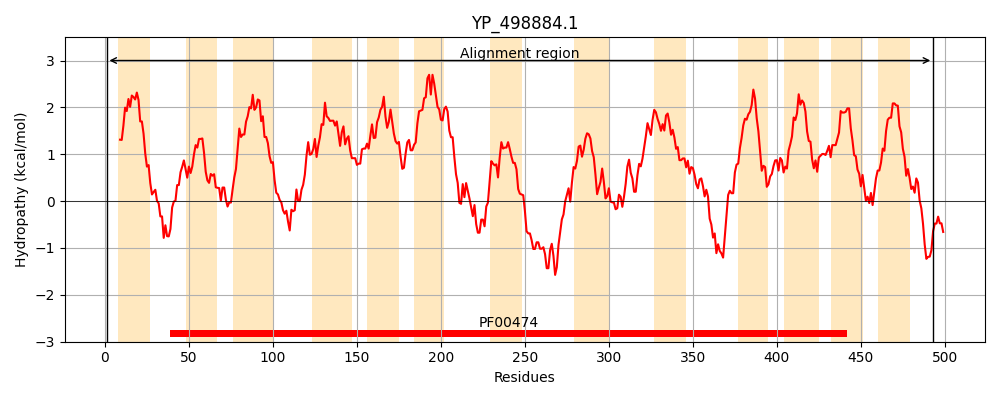 YP_498884.1
Alignment region
PF00474
Hydropathy (kcal/mol)
3
2
1
0
−1
−2
−3
0 50 100 150 200 250 300 350 400 450 500
Residues